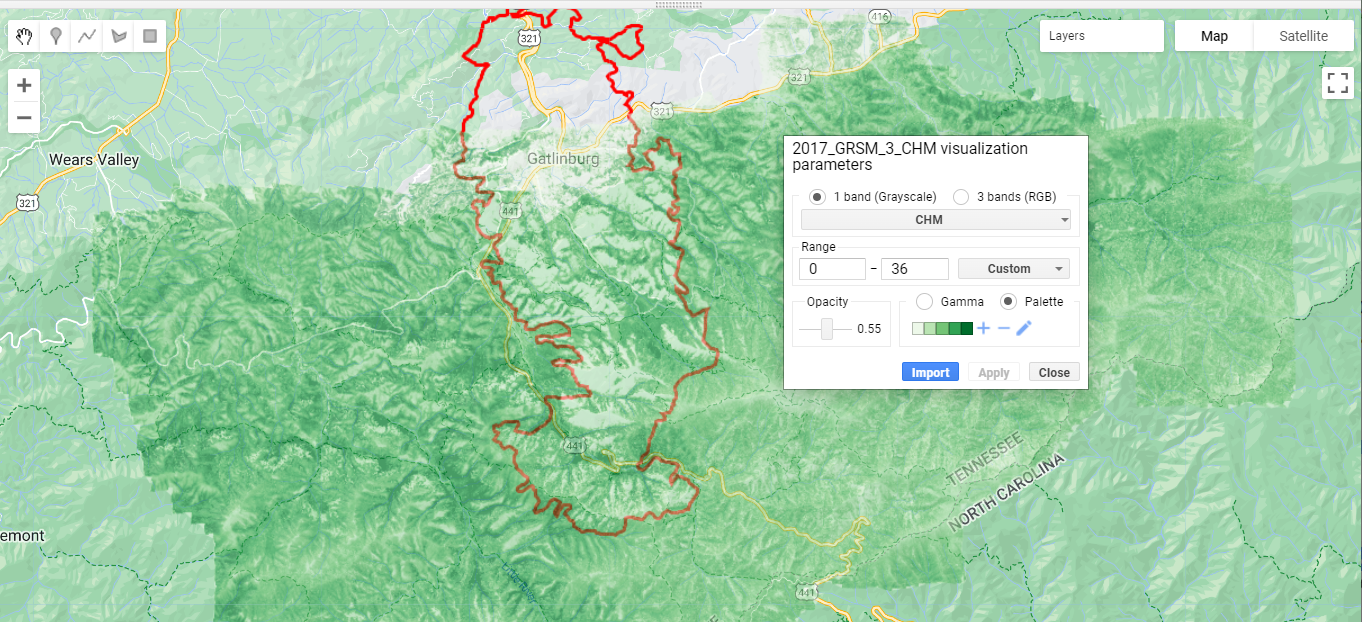 416
Layers
Map
Satellite
321
321
321
Wears Valley
Gatlinburg
321
441
2017_GRSM_3_CHM visualization
parameters
1 band (Grayscale)
3 bands (RGB)
CHM
Range
0 – 36
Custom
Opacity
0.55
Gamma
Palette
Import
Apply
Close
441
TENNESSEE
NORTH CAROLINA
emont
441